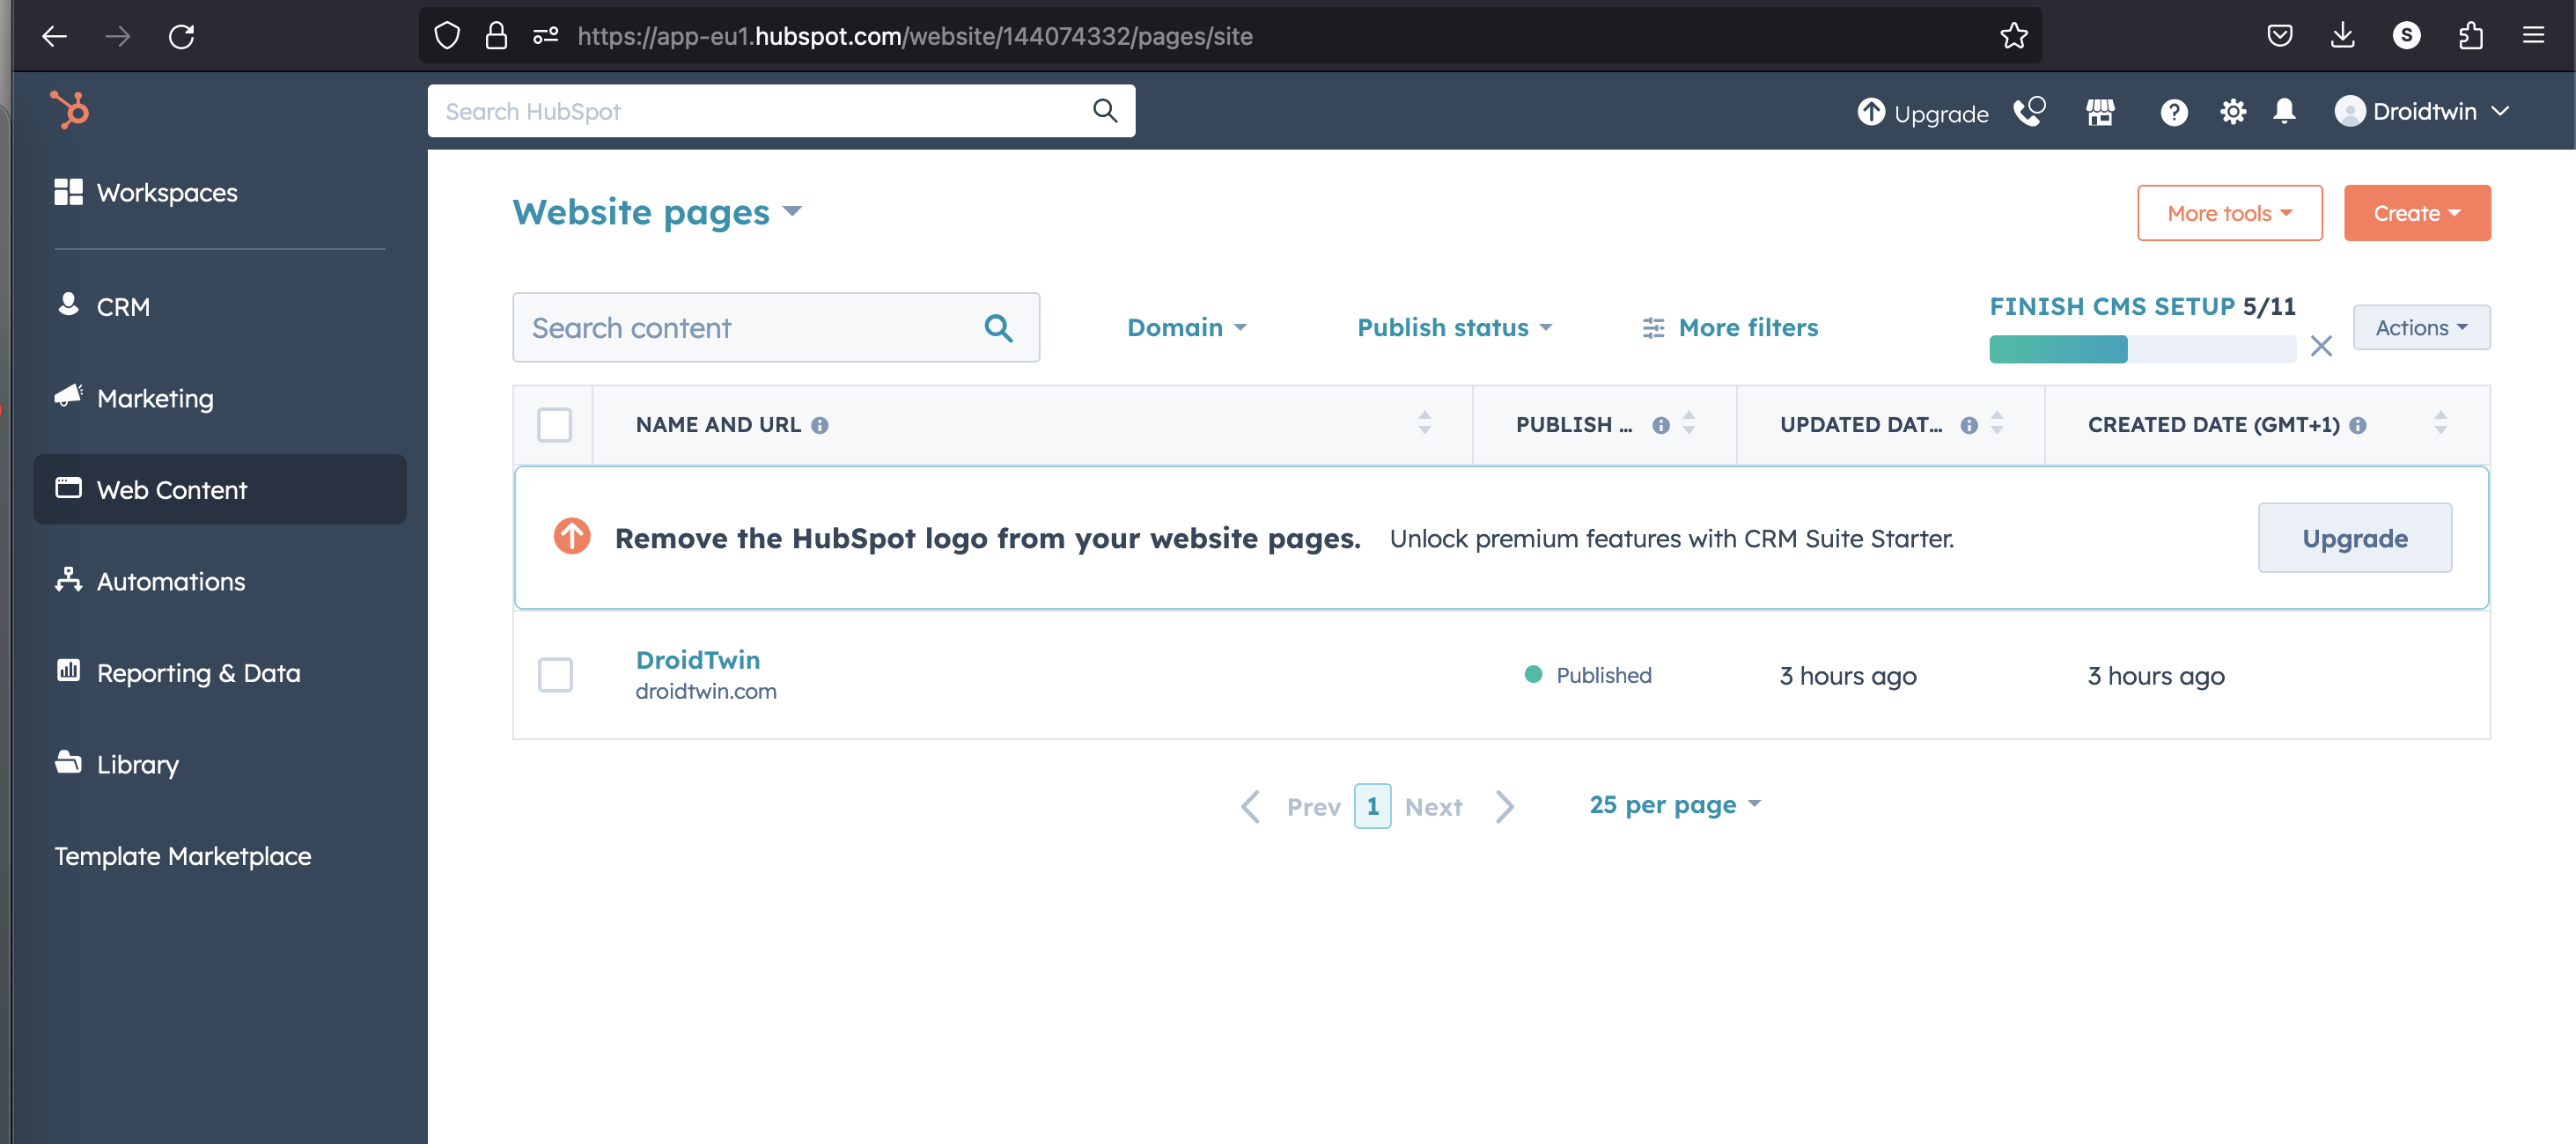 https://app-eu1.hubspot.com/website/144074332/pages/site
S
Search HubSpot
Upgrade
Droidtwin
Workspaces
CRM
Marketing
Web Content
Automations
Reporting & Data
Library
Template Marketplace
Website pages
More tools
Create
Search content
Domain
Publish status
More filters
FINISH CMS SETUP 5/11
Actions
NAME AND URL
PUBLISH ...
UPDATED DAT...
CREATED DATE (GMT+1)
Remove the HubSpot logo from your website pages. Unlock premium features with CRM Suite Starter.
Upgrade
DroidTwin
droidtwin.com
Published
3 hours ago
3 hours ago
Prev 1 Next
25 per page